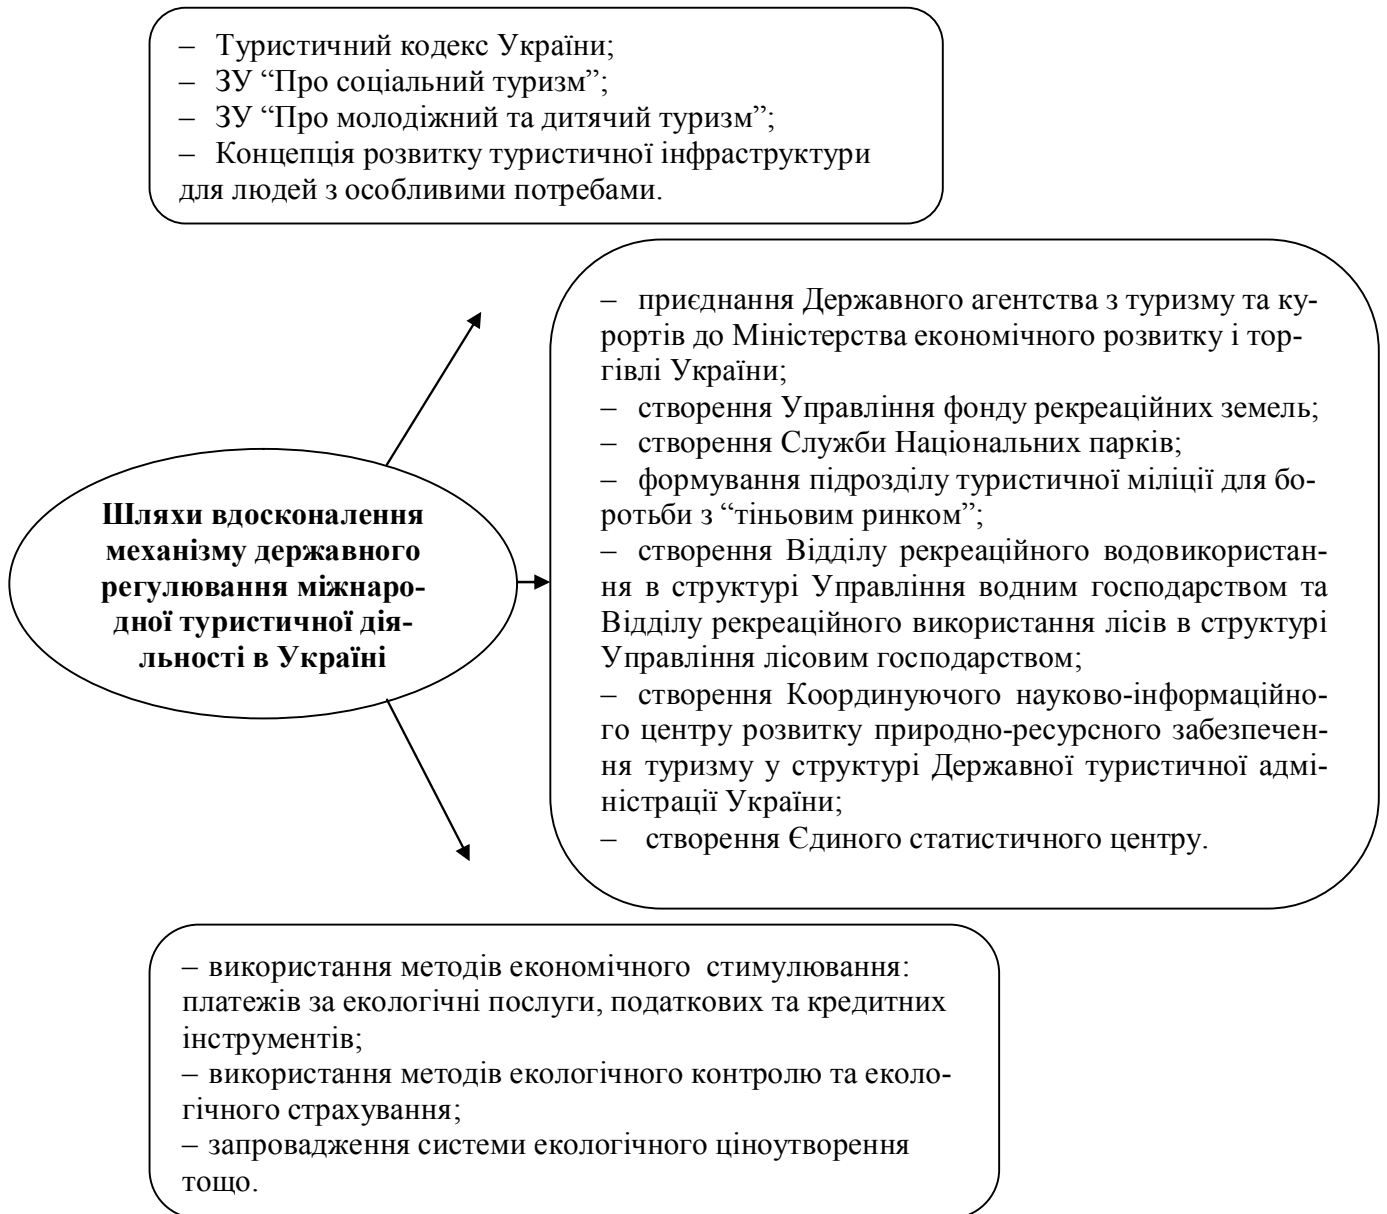 – Туристичний кодекс України;
– ЗУ “Про соціальний туризм”;
– ЗУ “Про молодіжний та дитячий туризм”;
– Концепція розвитку туристичної інфраструктури
для людей з особливими потребами.
– приєднання Державного агентства з туризму та ку-
рортів до Міністерства економічного розвитку і тор-
гівлі України;
– створення Управління фонду рекреаційних земель;
– створення Служби Національних парків;
– формування підрозділу туристичної міліції для бо-
ротьби з “тіньовим ринком”;
– створення Відділу рекреаційного водовикористан-
ня в структурі Управління водним господарством та
Відділу рекреаційного використання лісів в структурі
Управління лісовим господарством;
– створення Координуючого науково-інформаційно-
го центру розвитку природно-ресурсного забезпечен-
ня туризму у структурі Державної туристичної адмі-
ністрації України;
– створення Єдиного статистичного центру.
Шляхи вдосконалення
механізму державного
регулювання міжнаро-
дної туристичної дія-
льності в Україні
– використання методів економічного стимулювання:
платежів за екологічні послуги, податкових та кредитних
інструментів;
– використання методів екологічного контролю та еколо-
гічного страхування;
– запровадження системи екологічного ціноутворення
тощо.